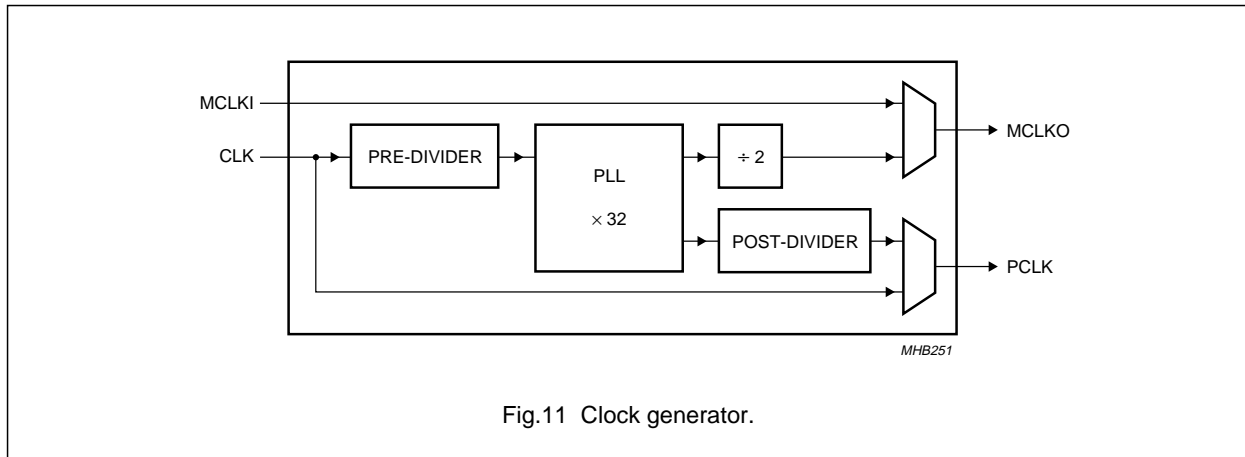 MCLKI
MCLKO
CLK
PRE-DIVIDER
PLL
× 32
÷ 2
POST-DIVIDER
PCLK
MHB251
Fig.11 Clock generator.